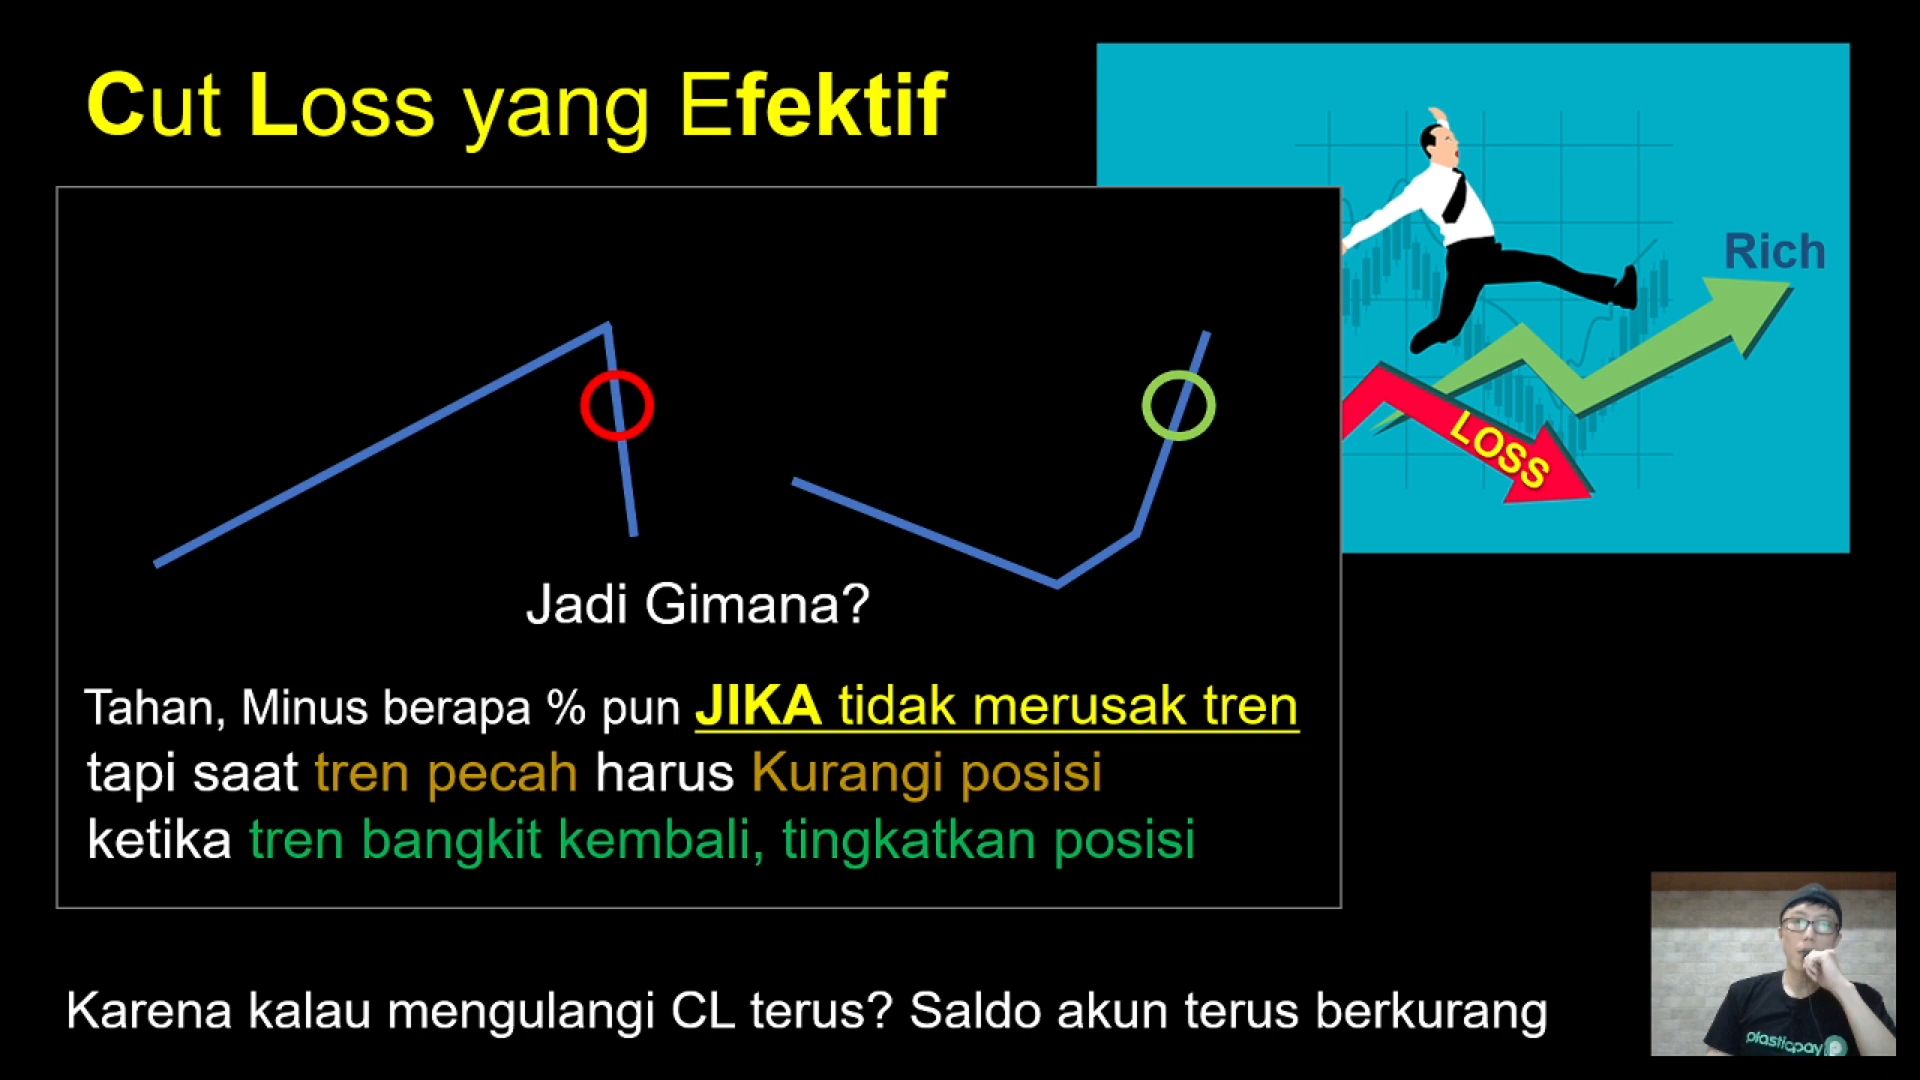 Cut Loss yang Efektif
Rich
LOSS
Jadi Gimana?
Tahan, Minus berapa % pun JIKA tidak merusak tren
tapi saat tren pecah harus Kurangi posisi
ketika tren bangkit kembali, tingkatkan posisi
Karena kalau mengulangi CL terus? Saldo akun terus berkurang
plasticpay